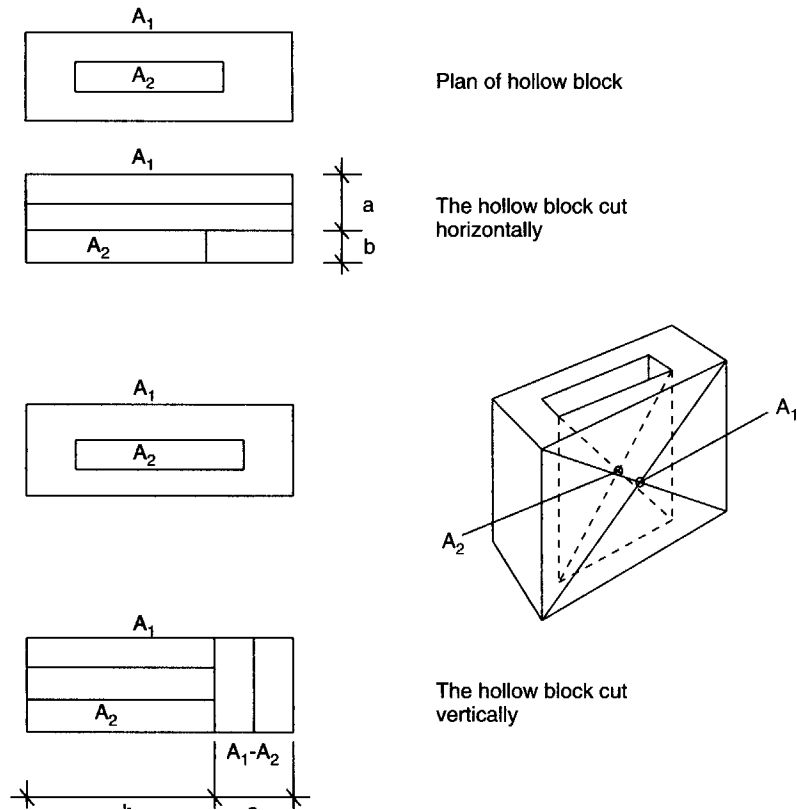 A1
A2
Plan of hollow block
A1
a
The hollow block cut
horizontally
A2
b
A1
A2
A1
A2
A1
The hollow block cut
vertically
A2
A1-A2